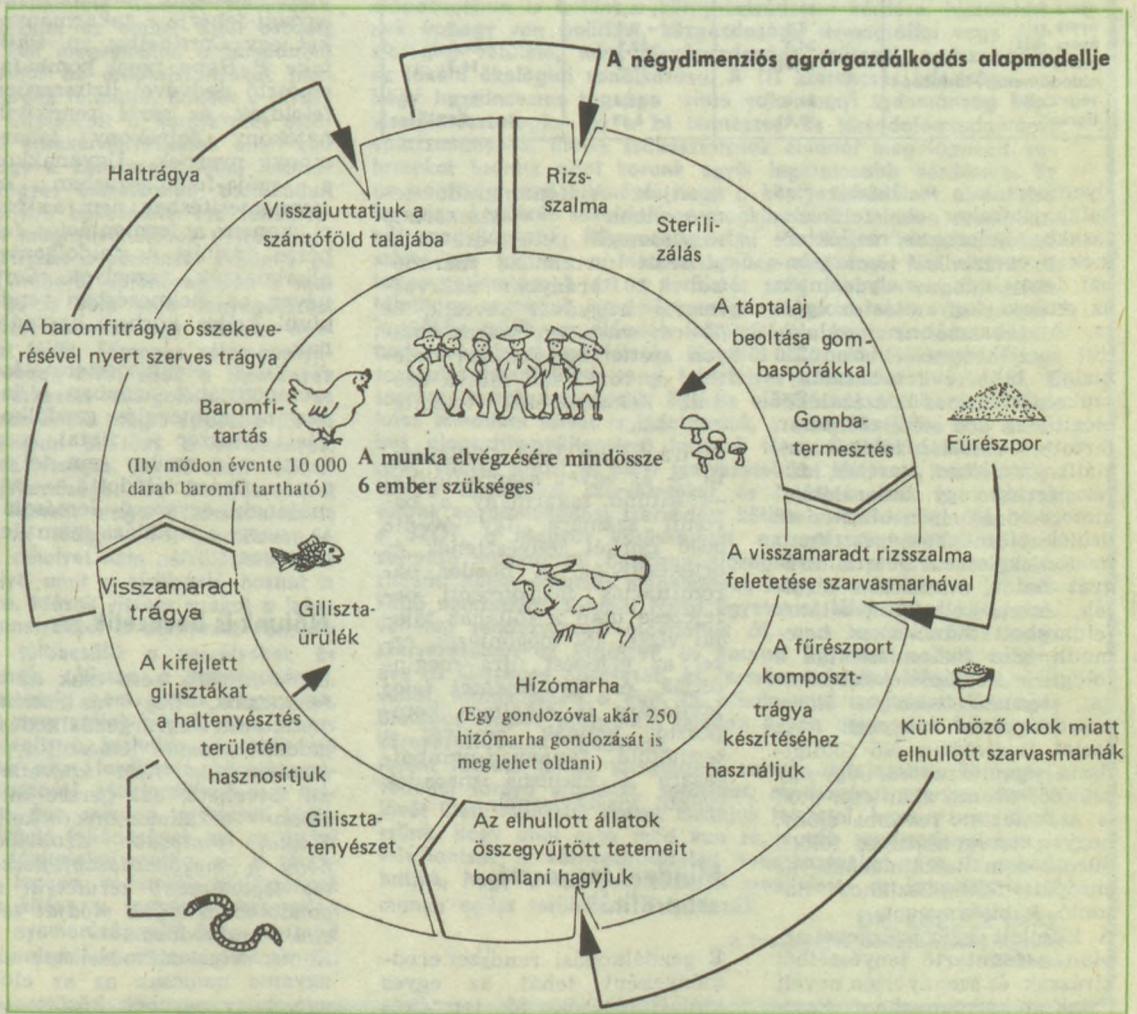 A négydimenziós agrárgazdálkodás alapmodellje
Haltrágya
Visszajuttatjuk a
szántóföld talajába
Rizs-
szalma
Sterili-
zálás
A táptalaj
beoltása gom-
baspórákkal
Gomba-
termesztés
Fűrészpor
A baromfitrágya összekeve-
résével nyert szerves trágya
Baromfi-
tartás
(Ily módon évente 10 000
darab baromfi tartható)
A munka elvégzésére mindössze
6 ember szükséges
A visszamaradt rizsszalma
feletetése szarvasmarhával
Visszamaradt
trágya
Giliszta-
ürülék
A kifejlett
gilisztákat
a haltenyésztés
területén
hasznosítjuk
Hízómarha
(Egy gondozóval akár 250
hízómarha gondozását is
meg lehet oldani)
A fűrészport
komposzt-
trágya
készítéséhez
használjuk
Különböző okok miatt
elhullott szarvasmarhák
Giliszta-
tenyészet
Az elhullott állatok
összegyűjtött tetemeit
bomlani hagyjuk